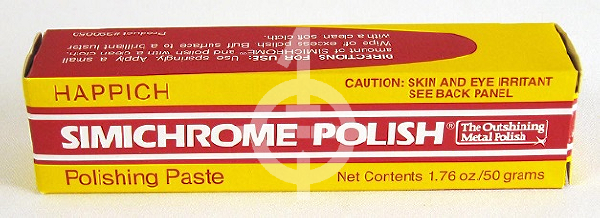 DIRECTIONS FOR USE: Use sparingly. Apply a small
amount of SIMICHROME® and polish with a clean cloth.
Wipe of excess polish. Buff surface to a brilliant luster
with a clean soft cloth.
HAPPICH
CAUTION: SKIN AND EYE IRRITANT
SEE BACK PANEL
SIMICHROME POLISH®
The Outshining
Metal Polish
Polishing Paste
Net Contents 1.76 oz./50 grams